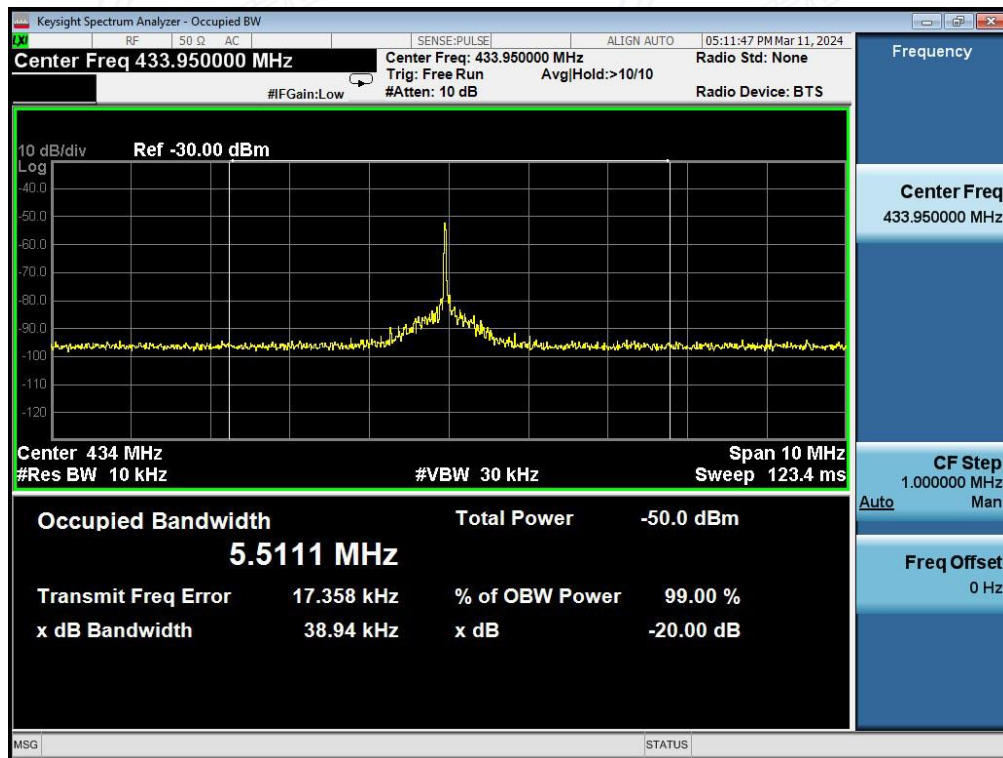 Keysight Spectrum Analyzer - Occupied BW
LXI RF 50 Ω AC SENSE:PULSE ALIGN AUTO 05:11:47 PM Mar 11, 2024
Center Freq 433.950000 MHz
Center Freq: 433.950000 MHz
Radio Std: None
Trig: Free Run Avg|Hold:>10/10
#IFGain:Low
#Atten: 10 dB
Radio Device: BTS
Frequency
10 dB/div Ref -30.00 dBm
Log
-40.0
-50.0
-60.0
-70.0
-80.0
-90.0
-100
-110
-120
Center 434 MHz Span 10 MHz
#Res BW 10 kHz #VBW 30 kHz Sweep 123.4 ms
Occupied Bandwidth Total Power -50.0 dBm
5.5111 MHz
Transmit Freq Error 17.358 kHz % of OBW Power 99.00 %
x dB Bandwidth 38.94 kHz x dB -20.00 dB
Center Freq
433.950000 MHz
CF Step
1.000000 MHz
Auto Man
Freq Offset
0 Hz
MSG STATUS